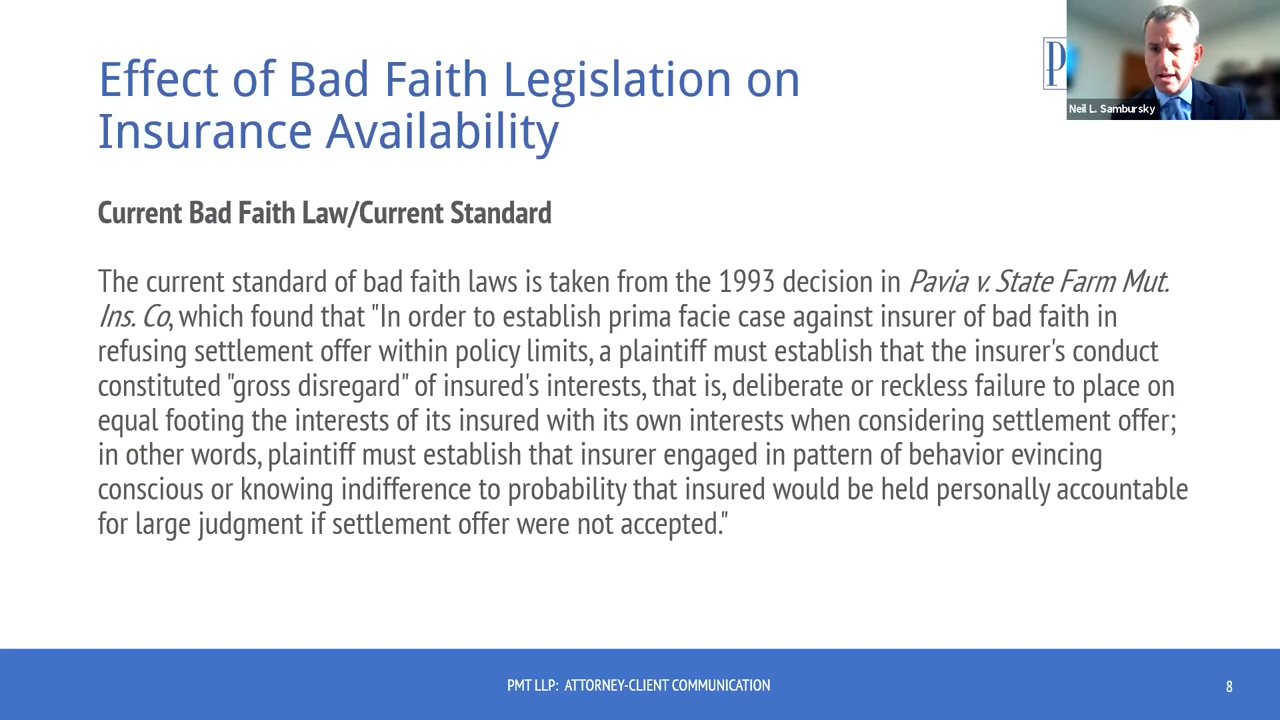 Effect of Bad Faith Legislation on
Insurance Availability
P
Neil L. Sambursky
Current Bad Faith Law/Current Standard
The current standard of bad faith laws is taken from the 1993 decision in Pavia v. State Farm Mut.
Ins. Co, which found that "In order to establish prima facie case against insurer of bad faith in
refusing settlement offer within policy limits, a plaintiff must establish that the insurer's conduct
constituted "gross disregard" of insured's interests, that is, deliberate or reckless failure to place on
equal footing the interests of its insured with its own interests when considering settlement offer;
in other words, plaintiff must establish that insurer engaged in pattern of behavior evincing
conscious or knowing indifference to probability that insured would be held personally accountable
for large judgment if settlement offer were not accepted."
PMT LLP: ATTORNEY-CLIENT COMMUNICATION
8